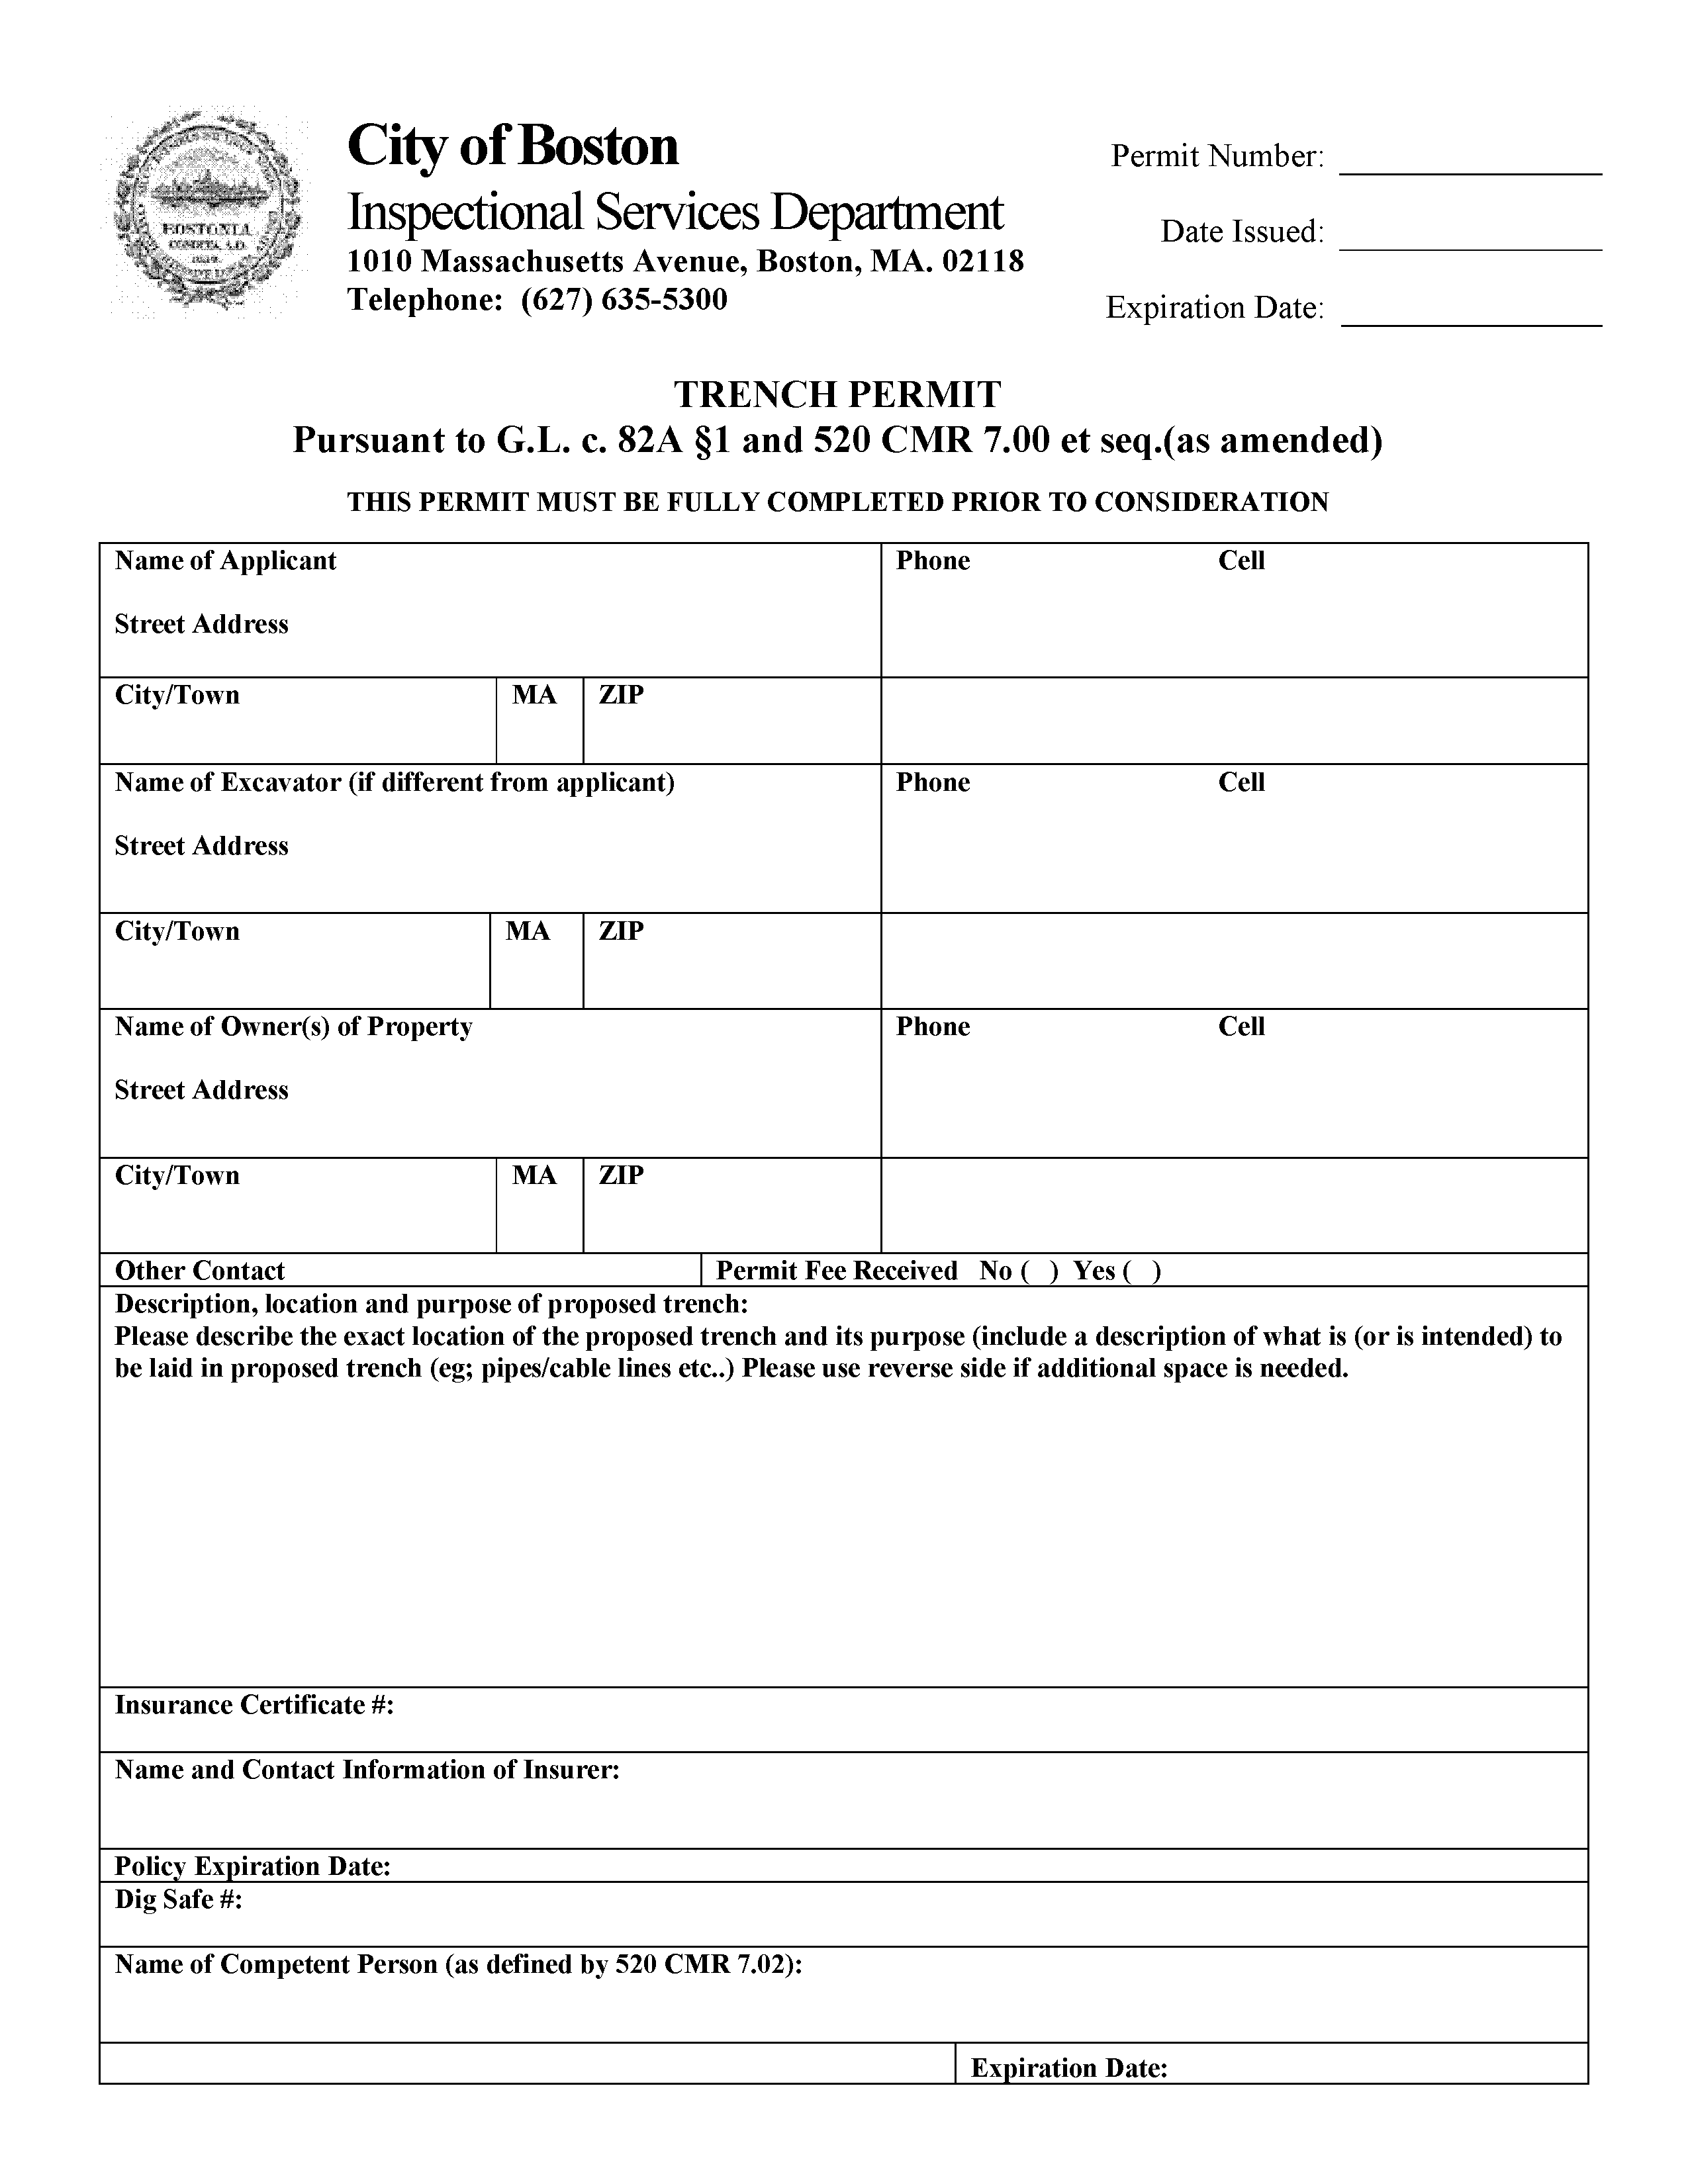 BOSTONIA
CONDITA A.D.
City of Boston
Inspectional Services Department
1010 Massachusetts Avenue, Boston, MA. 02118
Telephone:  (627) 635-5300
Permit Number:
Date Issued:
Expiration Date:
TRENCH PERMIT
Pursuant to G.L. c. 82A §1 and 520 CMR 7.00 et seq.(as amended)
THIS PERMIT MUST BE FULLY COMPLETED PRIOR TO CONSIDERATION
Name of Applicant
Phone Cell
Street Address
City/Town MA ZIP
Name of Excavator (if different from applicant)
Phone Cell
Street Address
City/Town MA ZIP
Name of Owner(s) of Property
Phone Cell
Street Address
City/Town MA ZIP
Other Contact
Permit Fee Received   No (   )  Yes (   )
Description, location and purpose of proposed trench:
Please describe the exact location of the proposed trench and its purpose (include a description of what is (or is intended) to
be laid in proposed trench (eg; pipes/cable lines etc..) Please use reverse side if additional space is needed.
Insurance Certificate #:
Name and Contact Information of Insurer:
Policy Expiration Date:
Dig Safe #:
Name of Competent Person (as defined by 520 CMR 7.02):
Expiration Date: